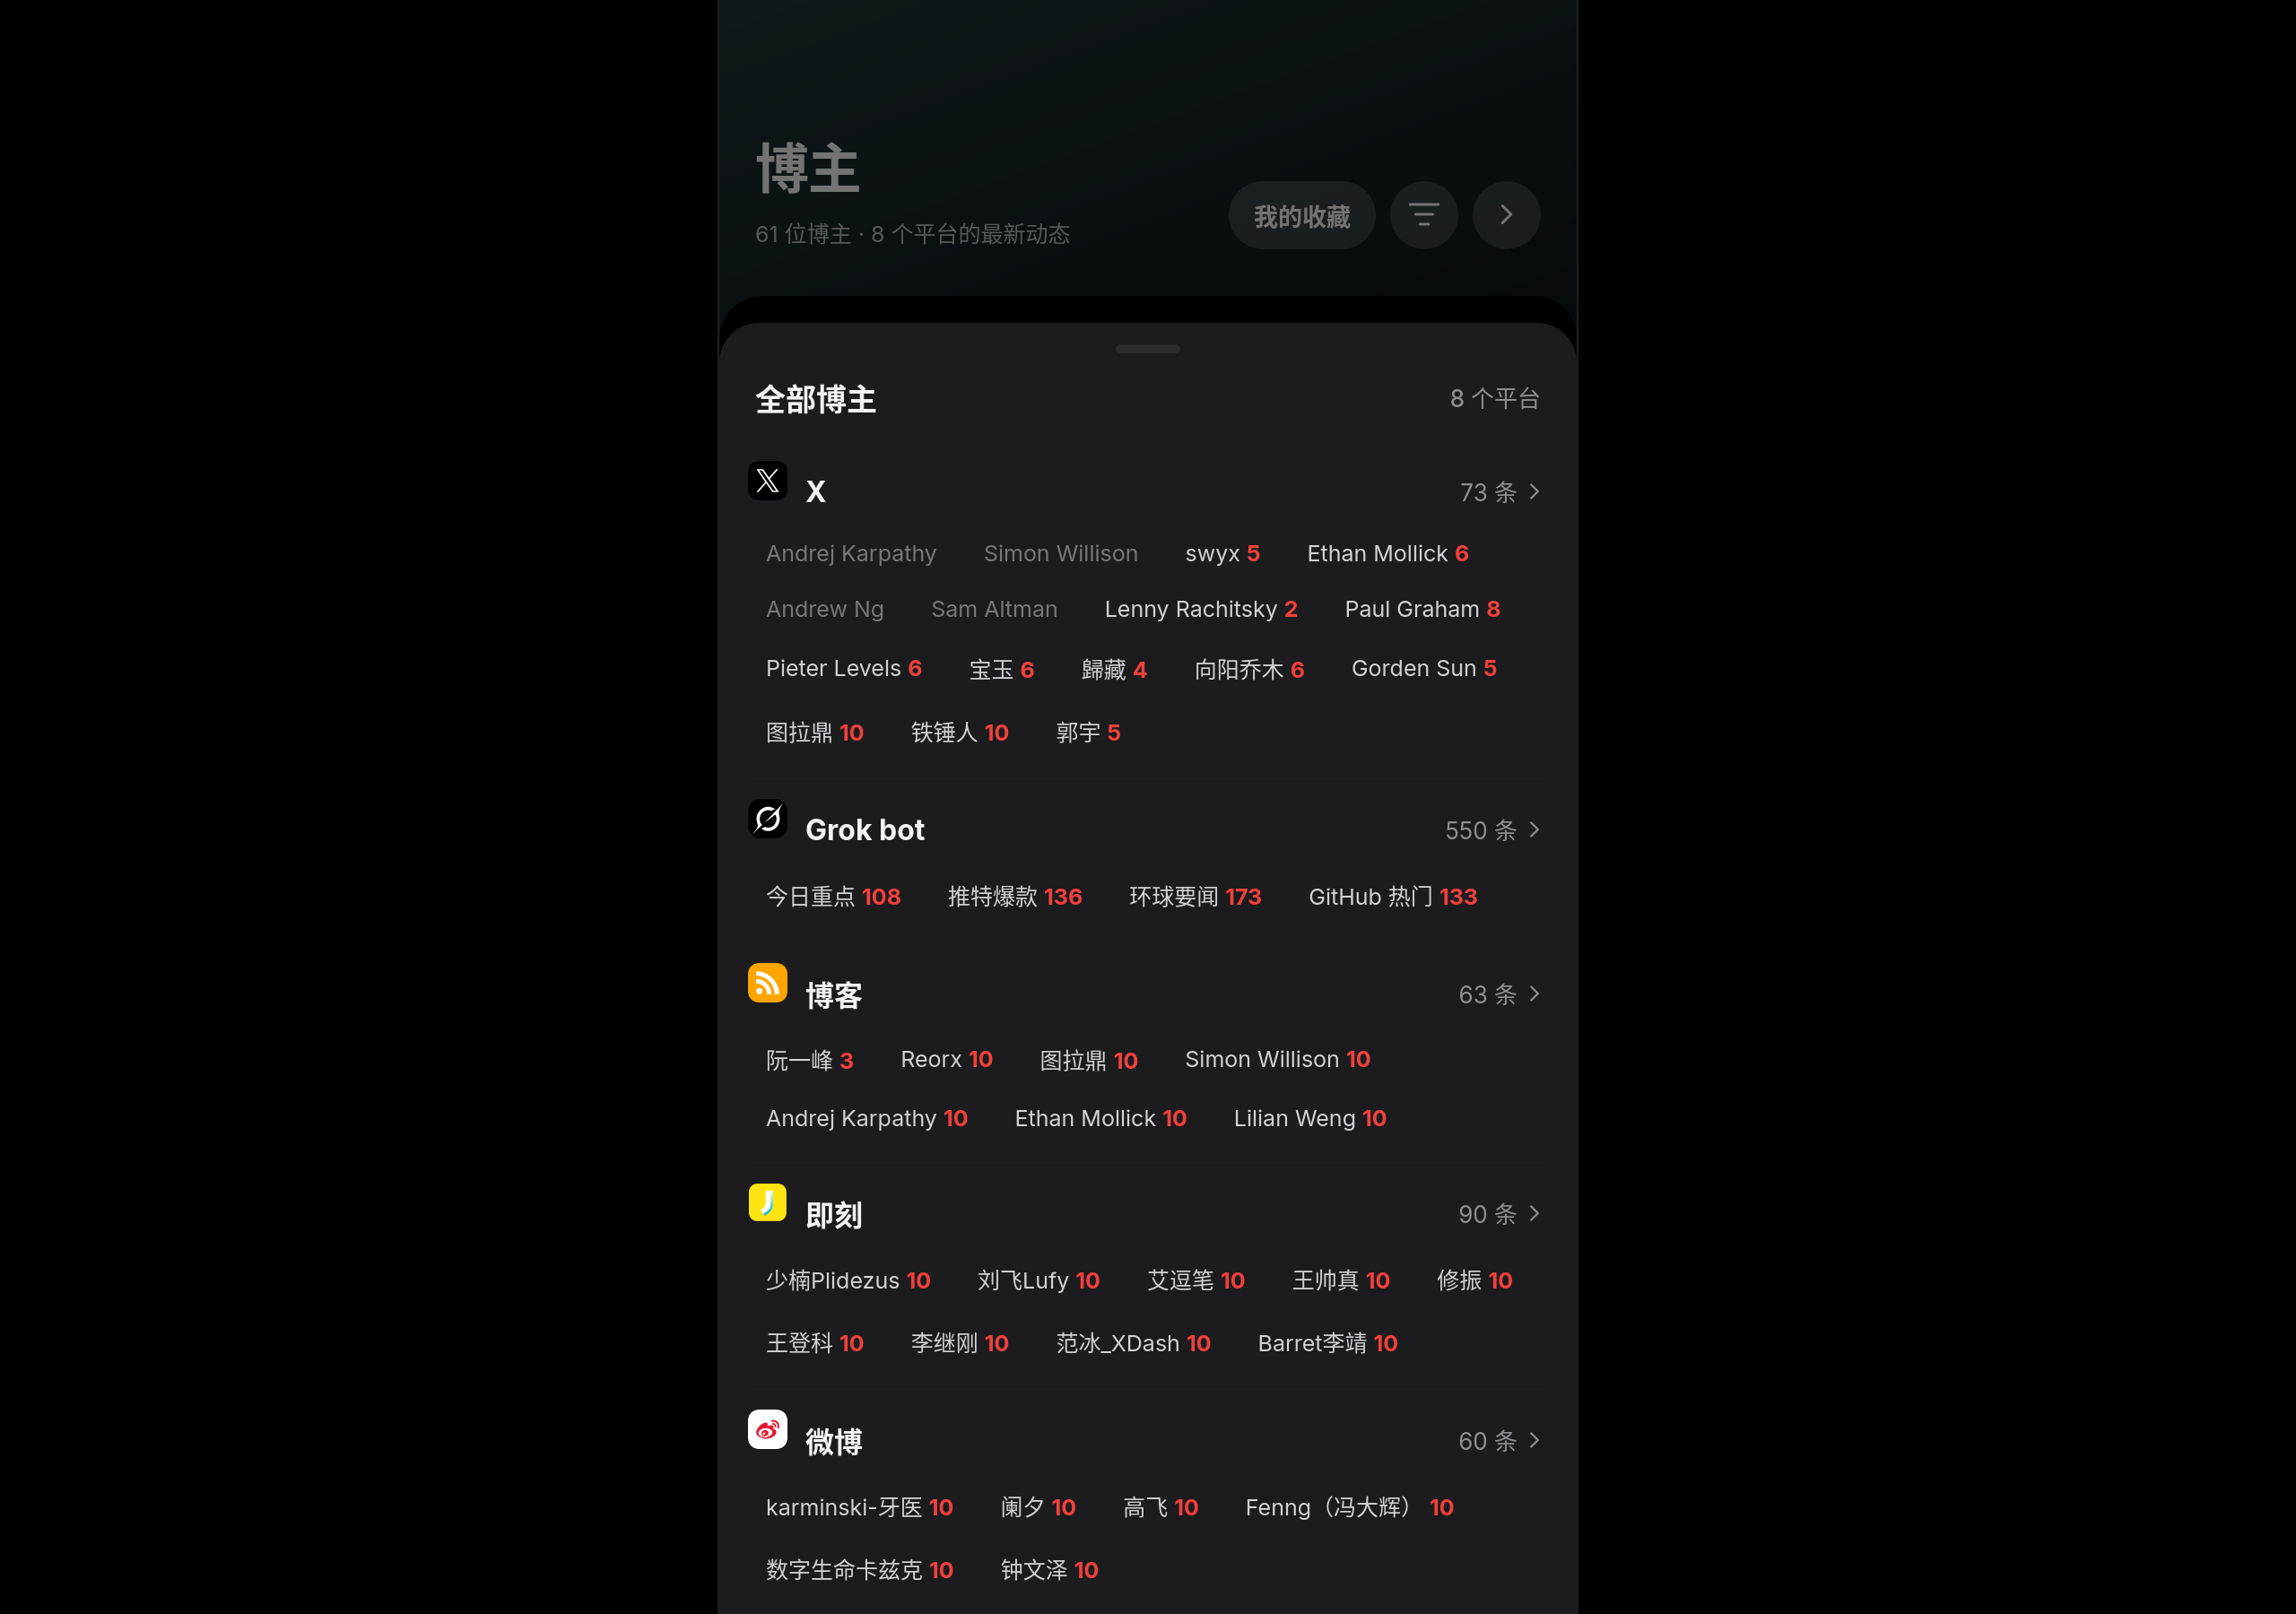 博主
61 位博主 · 8 个平台的最新动态
我的收藏
全部博主
8 个平台
X
73 条
Andrej Karpathy Simon Willison swyx 5 Ethan Mollick 6
Andrew Ng Sam Altman Lenny Rachitsky 2 Paul Graham 8
Pieter Levels 6 宝玉 6 歸藏 4 向阳乔木 6 Gorden Sun 5
图拉鼎 10 铁锤人 10 郭宇 5
Grok bot
550 条
今日重点 108 推特爆款 136 环球要闻 173 GitHub 热门 133
博客
63 条
阮一峰 3 Reorx 10 图拉鼎 10 Simon Willison 10
Andrej Karpathy 10 Ethan Mollick 10 Lilian Weng 10
即刻
90 条
少楠Plidezus 10 刘飞Lufy 10 艾逗笔 10 王帅真 10 修振 10
王登科 10 李继刚 10 范冰_XDash 10 Barret李靖 10
微博
60 条
karminski-牙医 10 阑夕 10 高飞 10 Fenng（冯大辉） 10
数字生命卡兹克 10 钟文泽 10